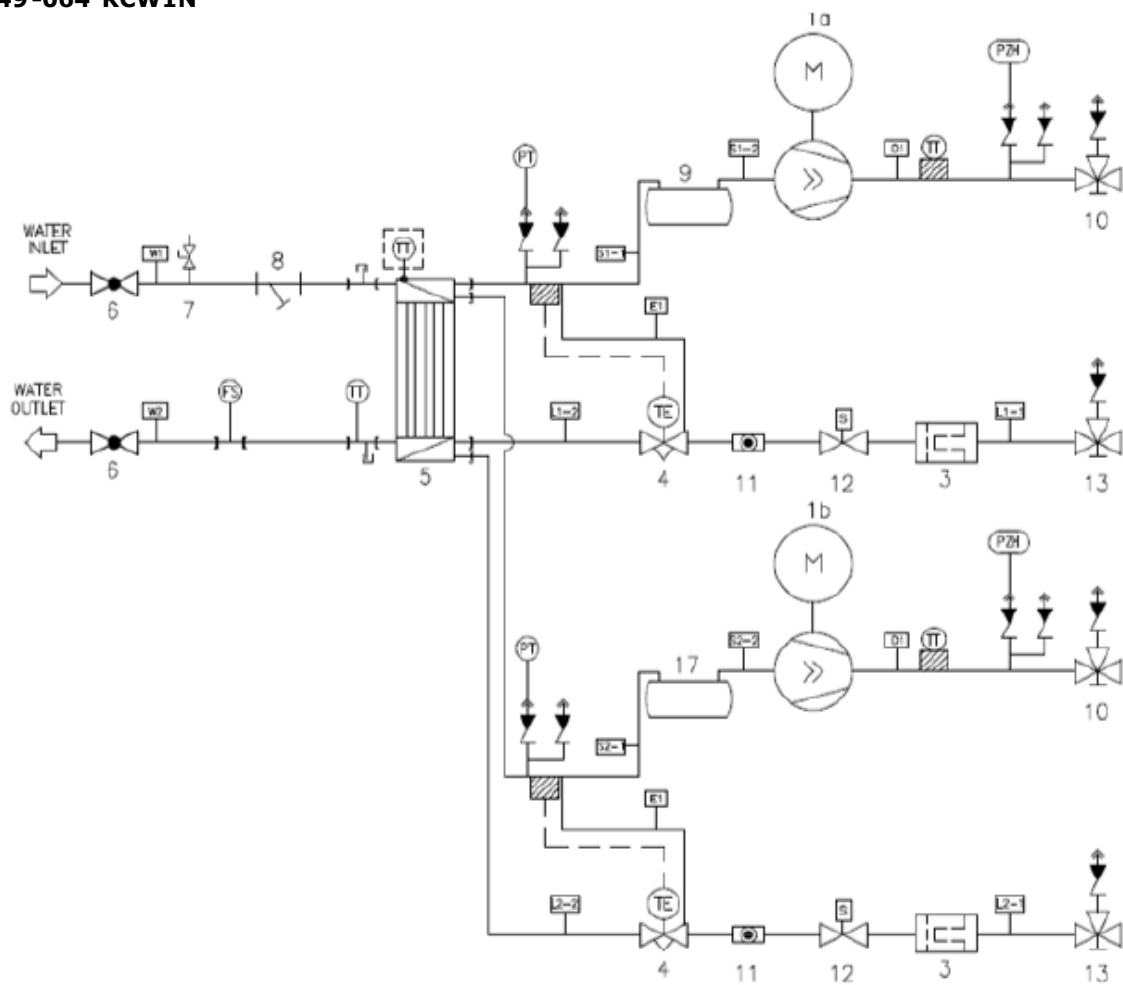 1a
M
PZH
PT
9
S1-2
D1
TT
10
WATER
INLET
W1
8
TT
S1-1
6
7
E1
WATER
OUTLET
W2
FS
TT
L1-2
TE
S
L1-1
6
5
4
11
12
3
13
1b
M
PZH
PT
17
S2-2
D1
TT
10
S2-1
E1
L2-2
TE
S
L2-1
4
11
12
3
13